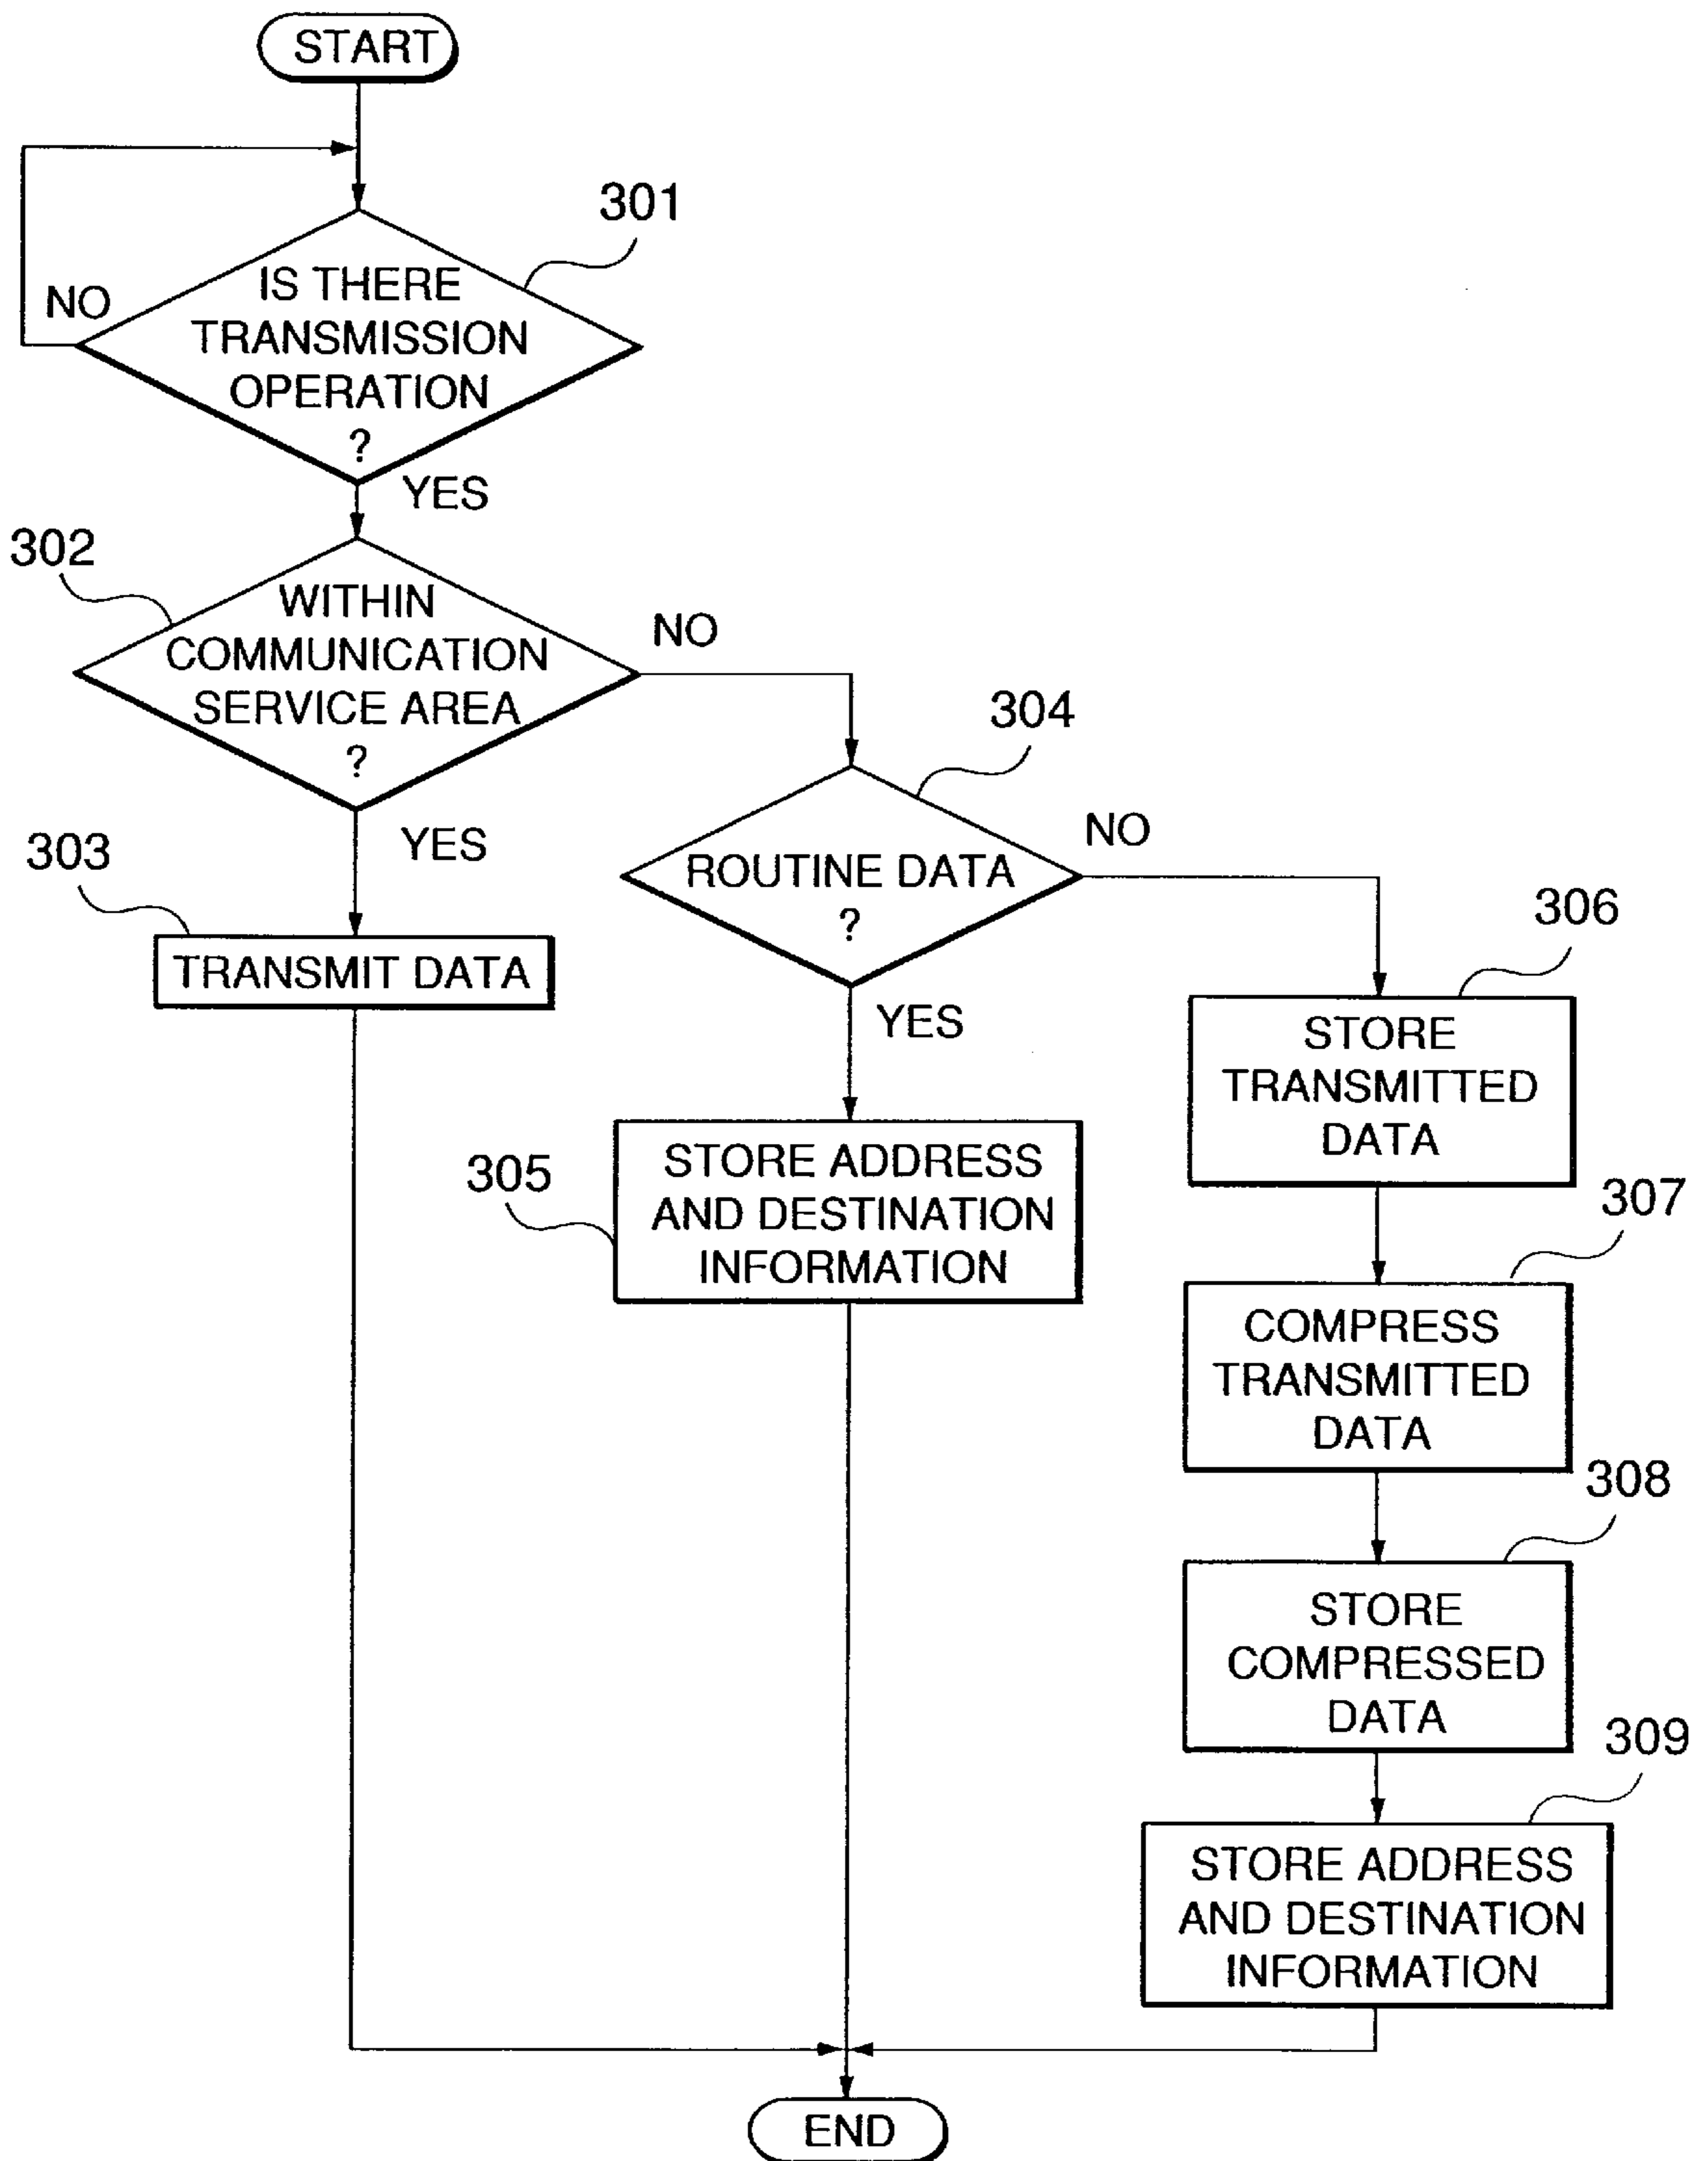 START
301
NO
IS THERE
TRANSMISSION
OPERATION
?
YES
302
WITHIN
COMMUNICATION
SERVICE AREA
?
NO
YES
304
ROUTINE DATA
?
NO
YES
303
TRANSMIT DATA
305
STORE ADDRESS
AND DESTINATION
INFORMATION
306
STORE
TRANSMITTED
DATA
307
COMPRESS
TRANSMITTED
DATA
308
STORE
COMPRESSED
DATA
309
STORE ADDRESS
AND DESTINATION
INFORMATION
END